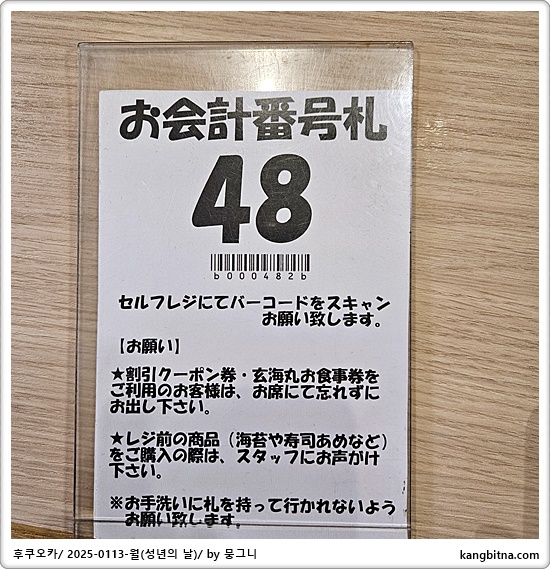 お会計番号札
48
b000482b
セルフレジにてバーコードをスキャン
お願い致します。
【お願い】
★割引クーポン券・玄海丸お食事券を
ご利用のお客様は、お席にて忘れずに
お出し下さい。
★レジ前の商品（海苔や寿司あめなど）
をご購入の際は、スタッフにお声がけ
下さい。
※お手洗いに札を持って行かれないよう
お願い致します。
후쿠오카/ 2025-0113-월(성년의 날)/ by 뭉그니
kangbitna.com